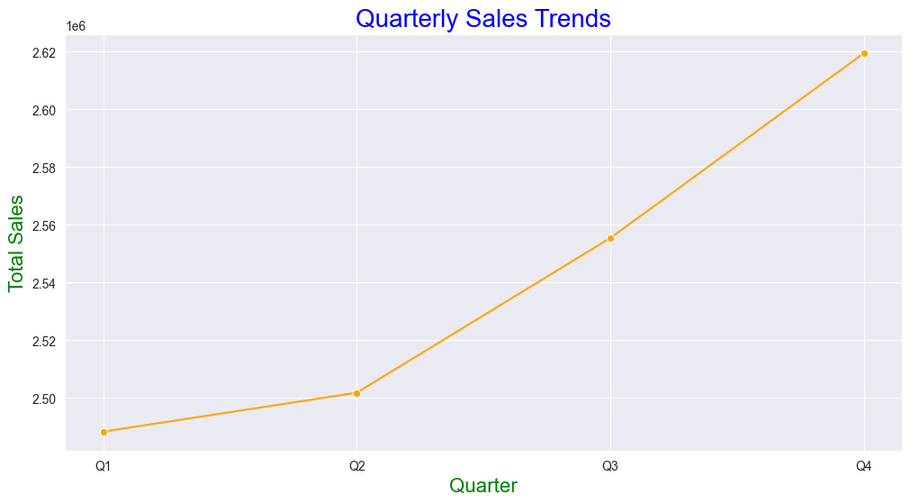 Quarterly Sales Trends
1e6
2.62
2.60
2.58
2.56
2.54
2.52
2.50
Total Sales
Q1 Q2 Q3 Q4
Quarter